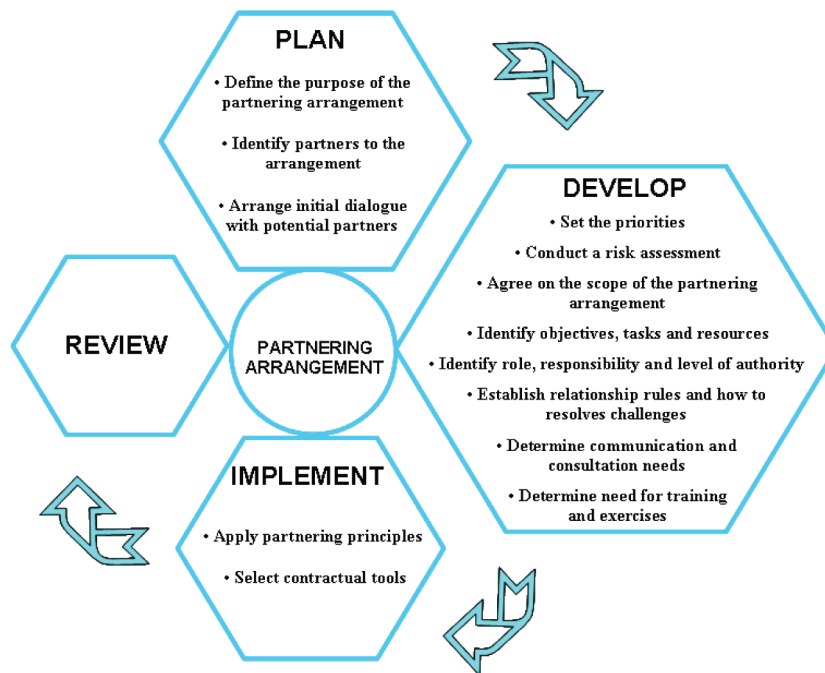 PLAN
• Define the purpose of the
partnering arrangement
• Identify partners to the
arrangement
• Arrange initial dialogue
with potential partners
DEVELOP
• Set the priorities
• Conduct a risk assessment
• Agree on the scope of the partnering
arrangement
• Identify objectives, tasks and resources
• Identify role, responsibility and level of authority
• Establish relationship rules and how to
resolves challenges
• Determine communication and
consultation needs
• Determine need for training
and exercises
IMPLEMENT
• Apply partnering principles
• Select contractual tools
REVIEW
PARTNERING
ARRANGEMENT